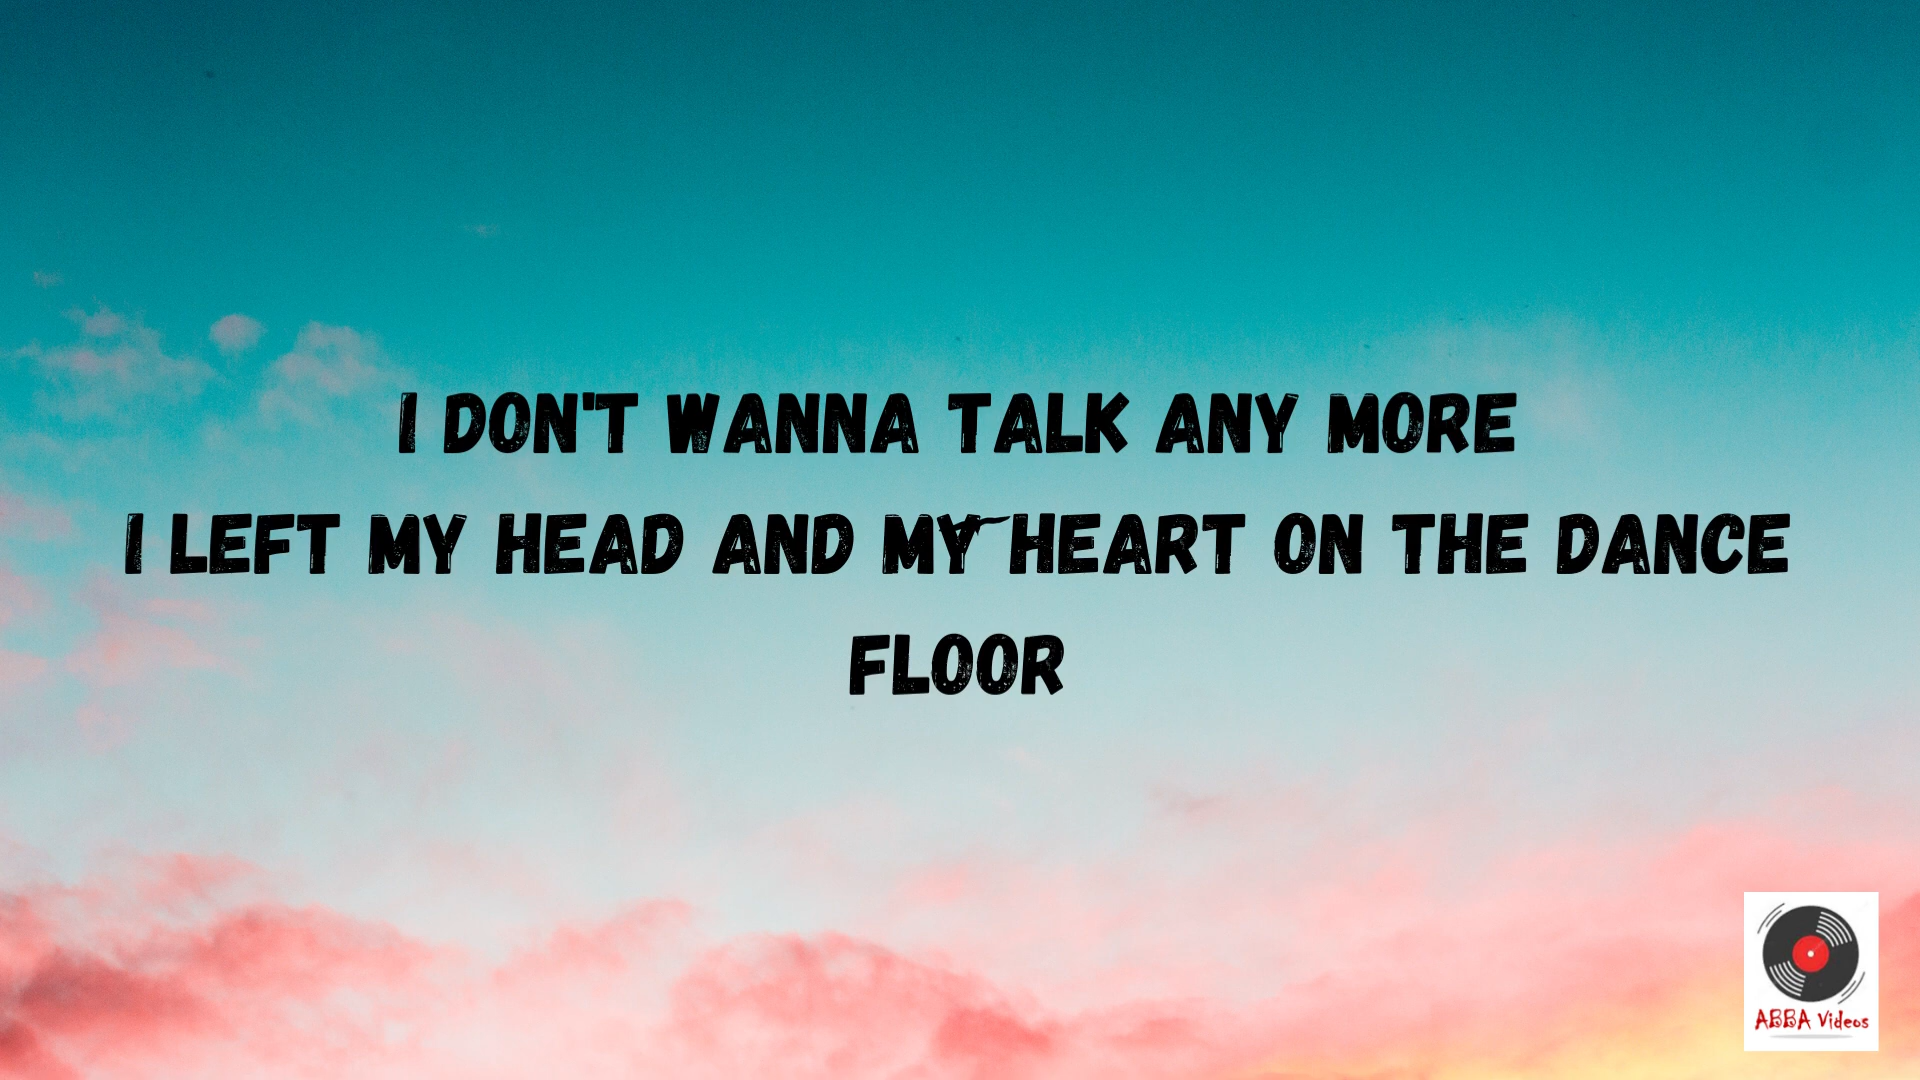 I DON'T WANNA TALK ANY MORE
I LEFT MY HEAD AND MY HEART ON THE DANCE
FLOOR
ABBA Videos